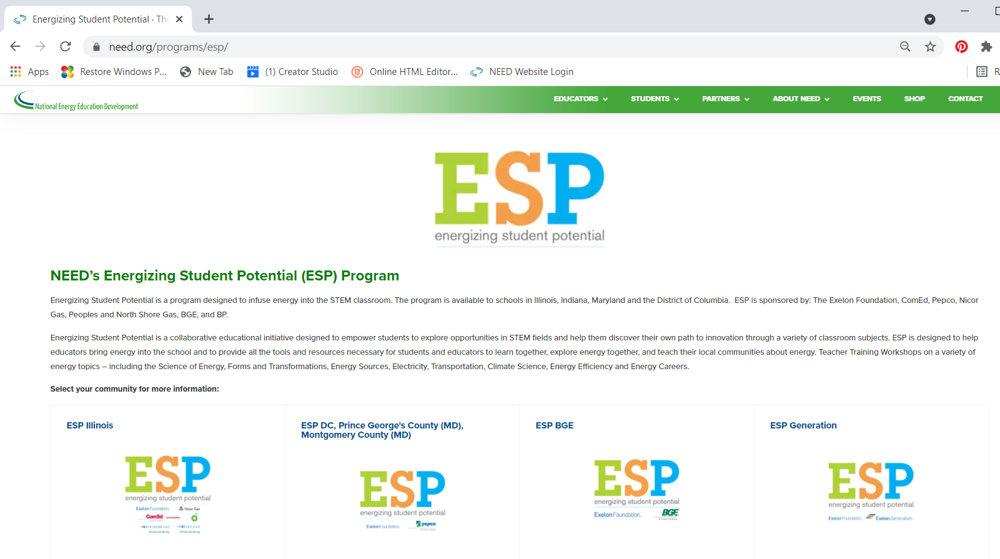 Energizing Student Potential · Th
need.org/programs/esp/
Apps
Restore Windows P...
New Tab
(1) Creator Studio
Online HTML Editor...
NEED Website Login
R
National Energy Education Development
EDUCATORS
STUDENTS
PARTNERS
ABOUT NEED
EVENTS
SHOP
CONTACT
ESP
energizing student potential
NEED's Energizing Student Potential (ESP) Program
Energizing Student Potential is a program designed to infuse energy into the STEM classroom. The program is available to schools in Illinois, Indiana, Maryland and the District of Columbia. ESP is sponsored by: The Exelon Foundation, ComEd, Pepco, Nicor
Gas, Peoples and North Shore Gas, BGE, and BP.
Energizing Student Potential is a collaborative educational initiative designed to empower students to explore opportunities in STEM fields and help them discover their own path to innovation through a variety of classroom subjects. ESP is designed to help
educators bring energy into the school and to provide all the tools and resources necessary for students and educators to learn together, explore energy together, and teach their local communities about energy. Teacher Training Workshops on a variety of
energy topics – including the Science of Energy, Forms and Transformations, Energy Sources, Electricity, Transportation, Climate Science, Energy Efficiency and Energy Careers.
Select your community for more information:
ESP Illinois
ESP
energizing student potential
Exelon Foundation.
Nicor Gas
ComEd
bp
NORTH SHORE GAS
PEOPLES GAS
ESP DC, Prince George's County (MD),
Montgomery County (MD)
ESP
energizing student potential
Exelon Foundation.
pepco
ESP BGE
ESP
energizing student potential
Exelon Foundation.
BGE
ESP Generation
ESP
energizing student potential
Exelon Foundation.
Exelon Generation.